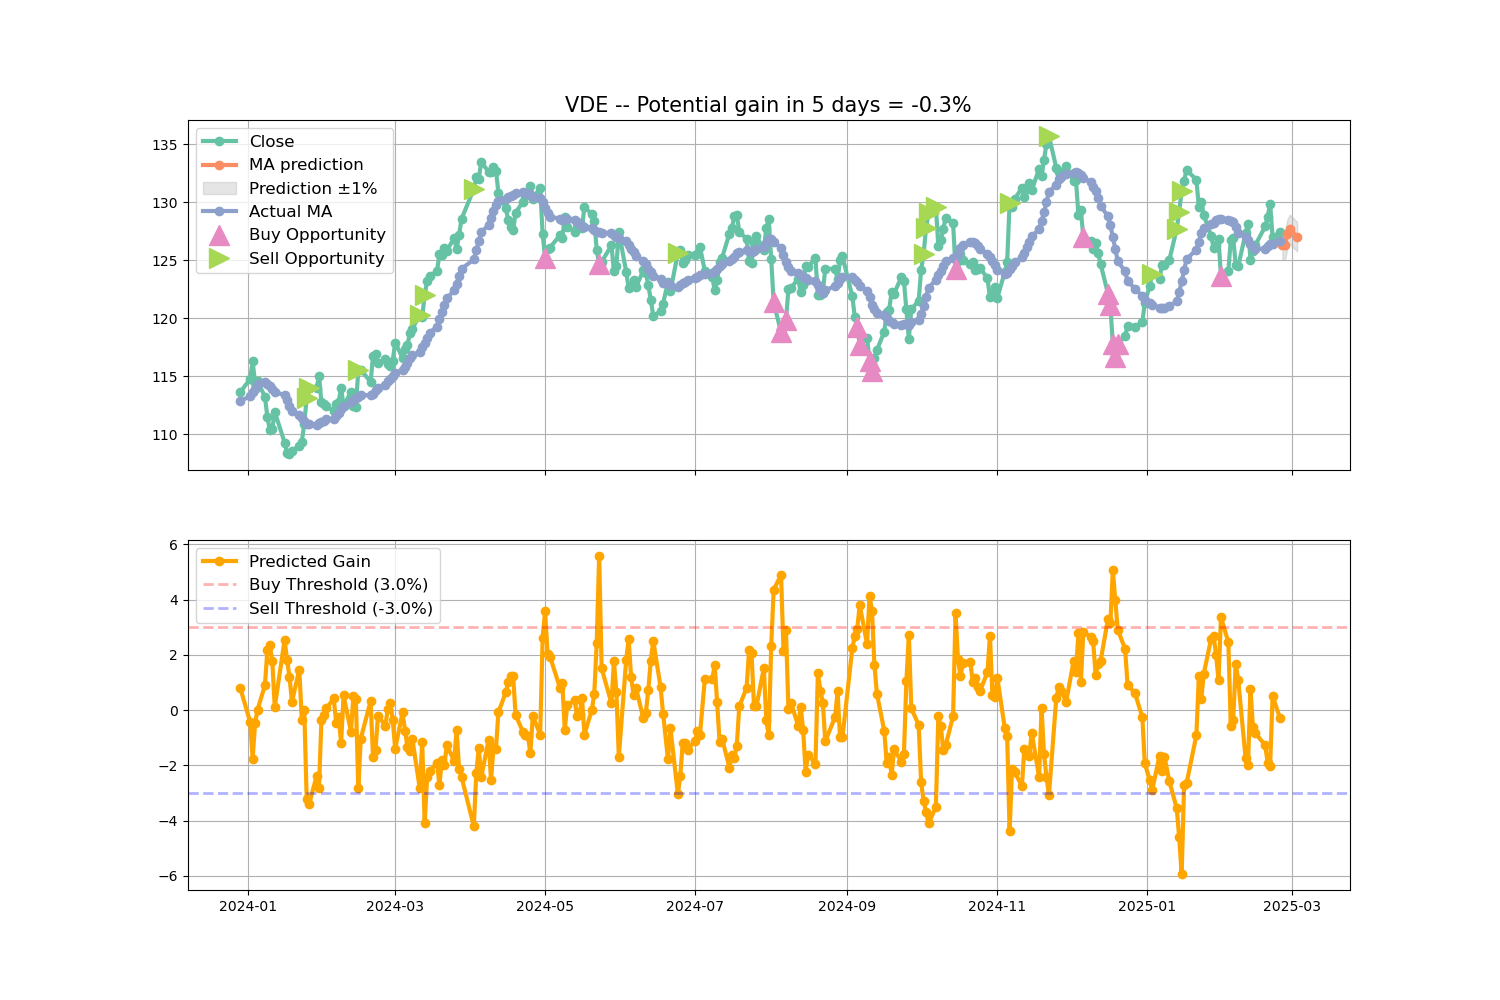 VDE -- Potential gain in 5 days = -0.3%
Close
MA prediction
Prediction ±1%
Actual MA
Buy Opportunity
Sell Opportunity
135
130
125
120
115
110
Predicted Gain
Buy Threshold (3.0%)
Sell Threshold (-3.0%)
6
4
2
0
−2
−4
−6
2024-01 2024-03 2024-05 2024-07 2024-09 2024-11 2025-01 2025-03